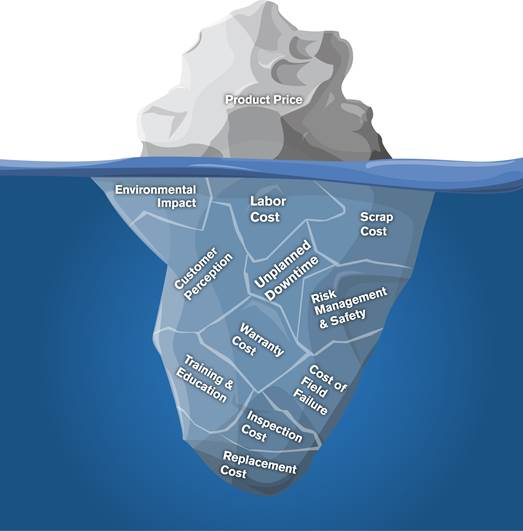 Product Price
Environmental
Impact
Labor
Cost
Scrap
Cost
Customer
Perception
Unplanned
Downtime
Risk
Management
& Safety
Warranty
Cost
Training &
Education
Cost of
Field
Failure
Inspection
Cost
Replacement
Cost